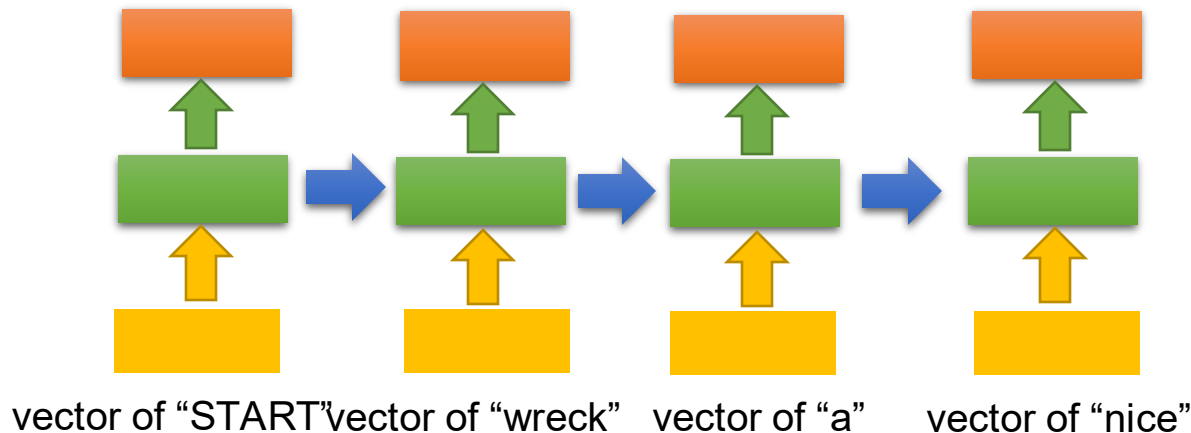 vector of “START”
vector of “wreck”
vector of “a”
vector of “nice”